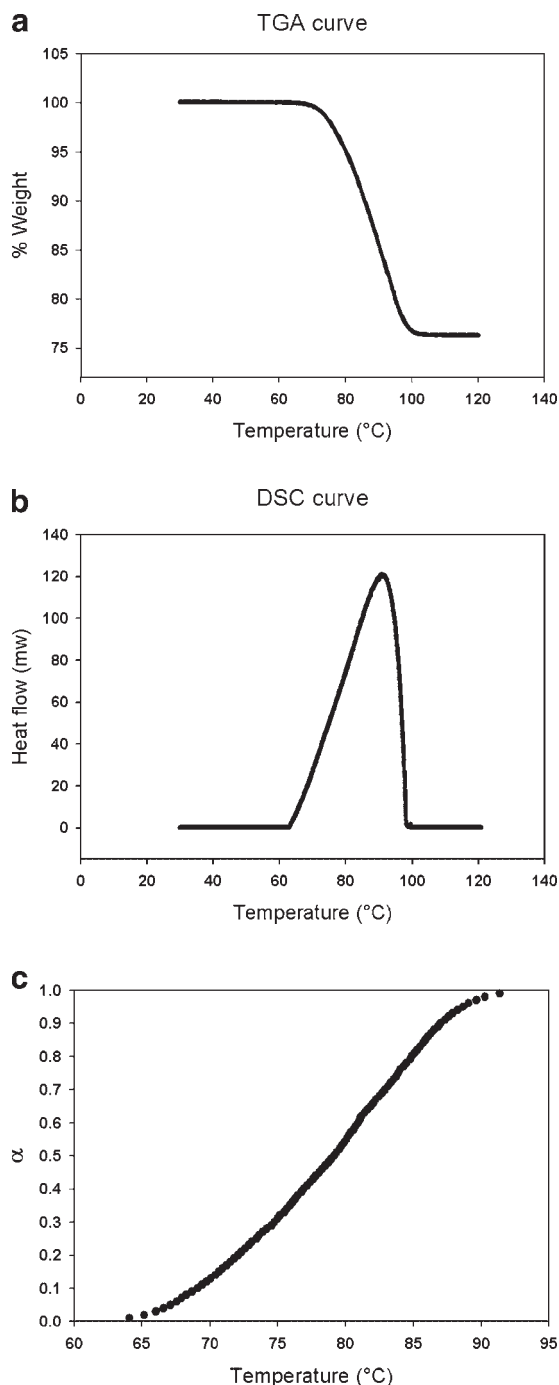 a
TGA curve
105
100
95
90
85
80
75
% Weight
0 20 40 60 80 100 120 140
Temperature (°C)
b
DSC curve
140
120
100
80
60
40
20
0
Heat flow (mw)
0 20 40 60 80 100 120 140
Temperature (°C)
c
1.0
0.9
0.8
0.7
0.6
0.5
0.4
0.3
0.2
0.1
0.0
α
60 65 70 75 80 85 90 95
Temperature (°C)